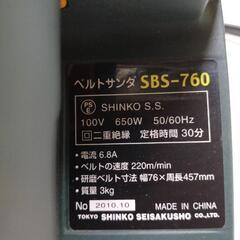 ベルトサンダ SBS-760
PS
E
SHINKO S.S.
100V 650W 50/60Hz
回二重絶縁 定格時間 30分
・電流 6.8A
・ベルトの速度 220m/min
・研磨ベルト寸法 幅76×周長457mm
・質量 3kg
No 2010.10
MADE IN CHINA
TOKYO SHINKO SEISAKUSHO CO.,LTD.